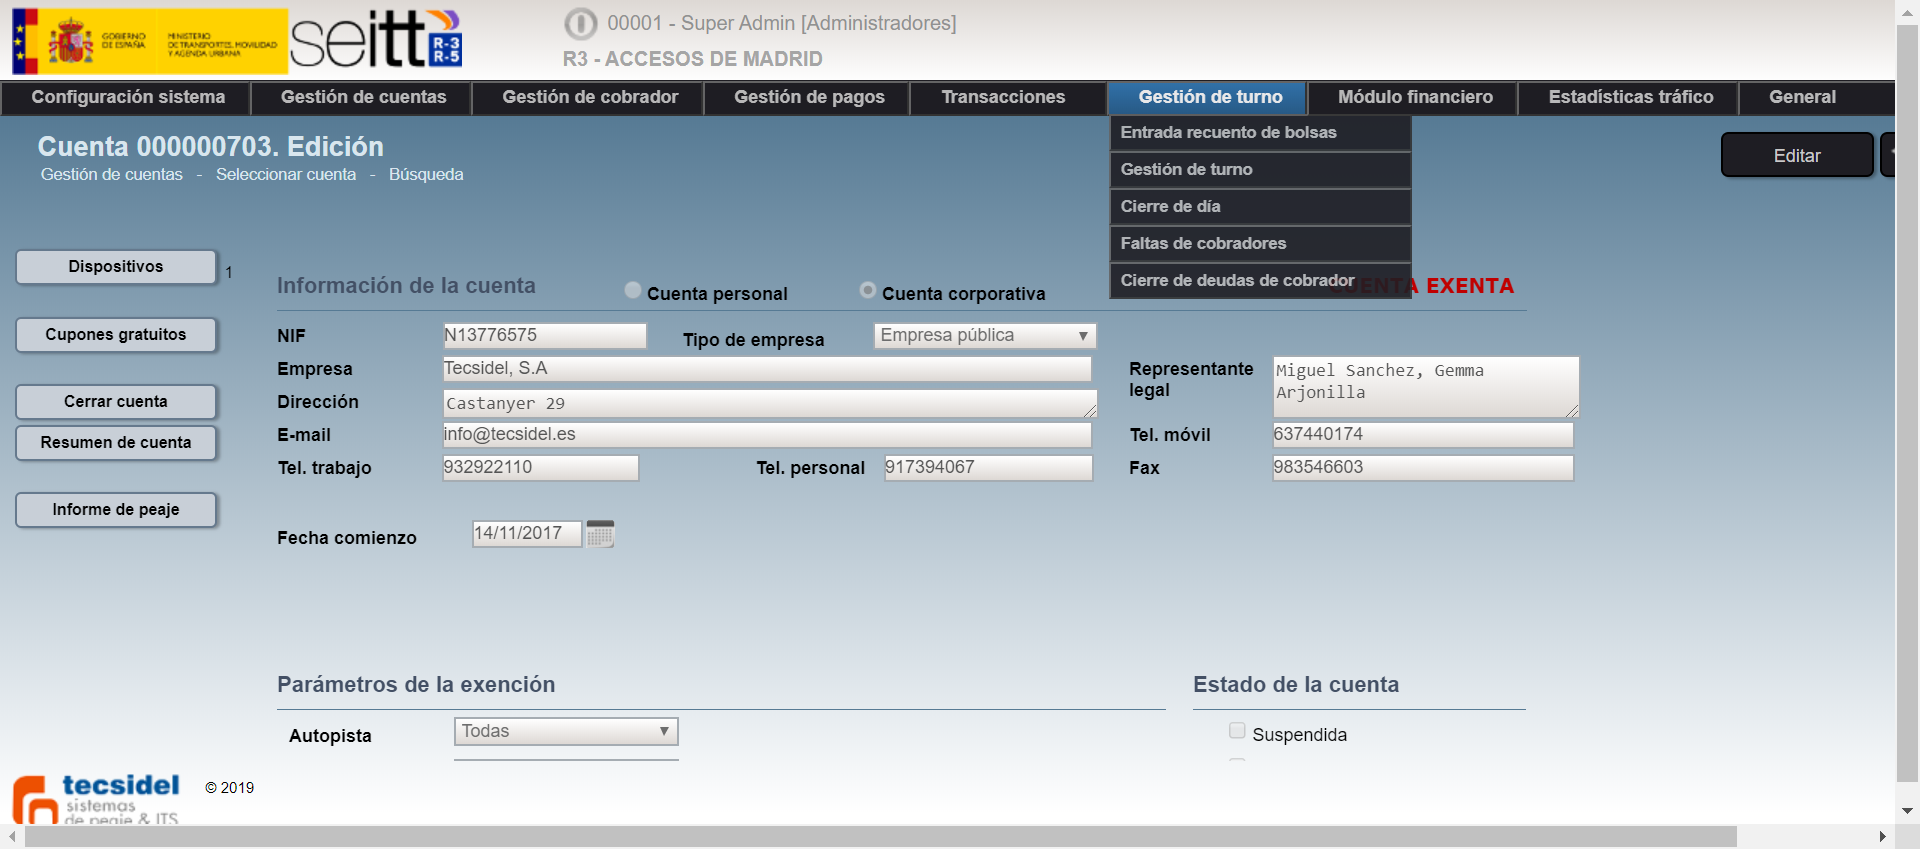 GOBIERNO
DE ESPAÑA
MINISTERIO
DE TRANSPORTES, MOVILIDAD
Y AGENDA URBANA
seitt
R-3
R-5
00001 - Super Admin [Administradores]
R3 - ACCESOS DE MADRID
Configuración sistema
Gestión de cuentas
Gestión de cobrador
Gestión de pagos
Transacciones
Gestión de turno
Módulo financiero
Estadísticas tráfico
General
Entrada recuento de bolsas
Gestión de turno
Cierre de día
Faltas de cobradores
Cierre de deudas de cobrador
Cuenta 000000703. Edición
Gestión de cuentas - Seleccionar cuenta - Búsqueda
Editar
Dispositivos 1
Cupones gratuitos
Cerrar cuenta
Resumen de cuenta
Informe de peaje
Información de la cuenta
Cuenta personal
Cuenta corporativa
CUENTA EXENTA
NIF N13776575
Tipo de empresa Empresa pública
Empresa Tecsidel, S.A
Representante
legal
Miguel Sanchez, Gemma
Arjonilla
Dirección Castanyer 29
E-mail info@tecsidel.es
Tel. móvil 637440174
Tel. trabajo 932922110
Tel. personal 917394067
Fax 983546603
Fecha comienzo 14/11/2017
Parámetros de la exención
Estado de la cuenta
Autopista Todas
Suspendida
tecsidel
sistemas
de peaje & ITS
© 2019